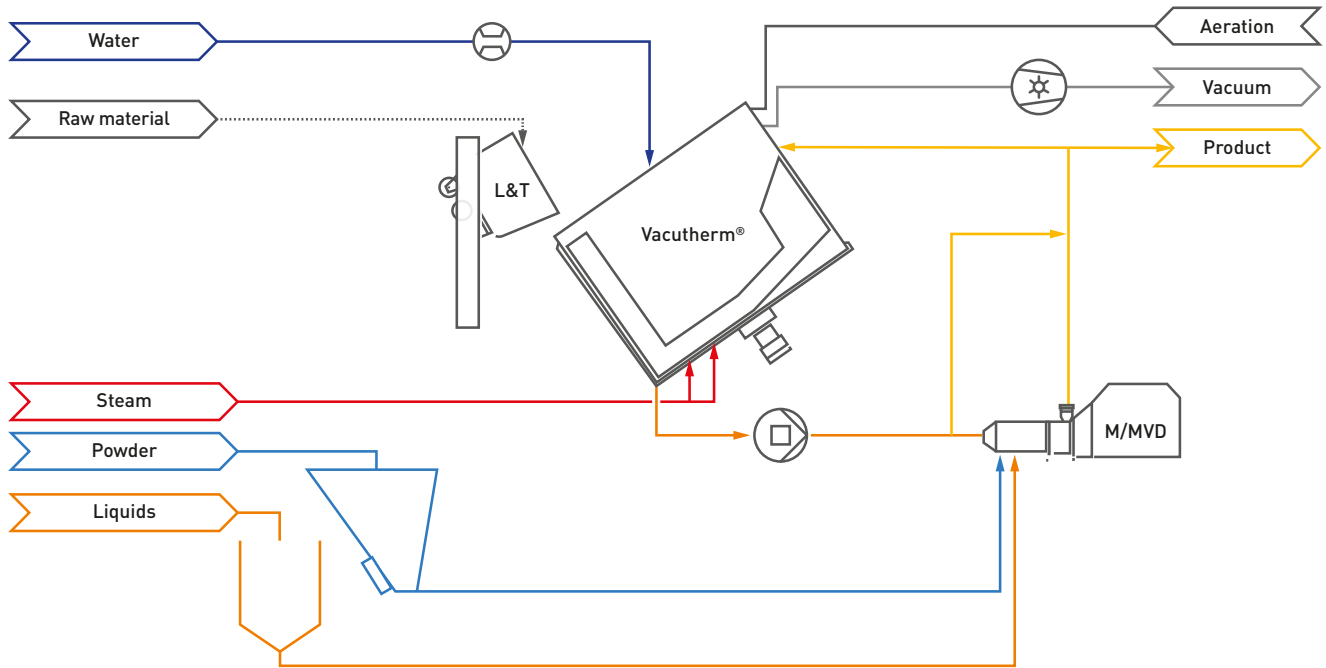 Water
Aeration
Vacuum
Raw material
Product
L&T
Vacutherm®
Steam
M/MVD
Powder
Liquids